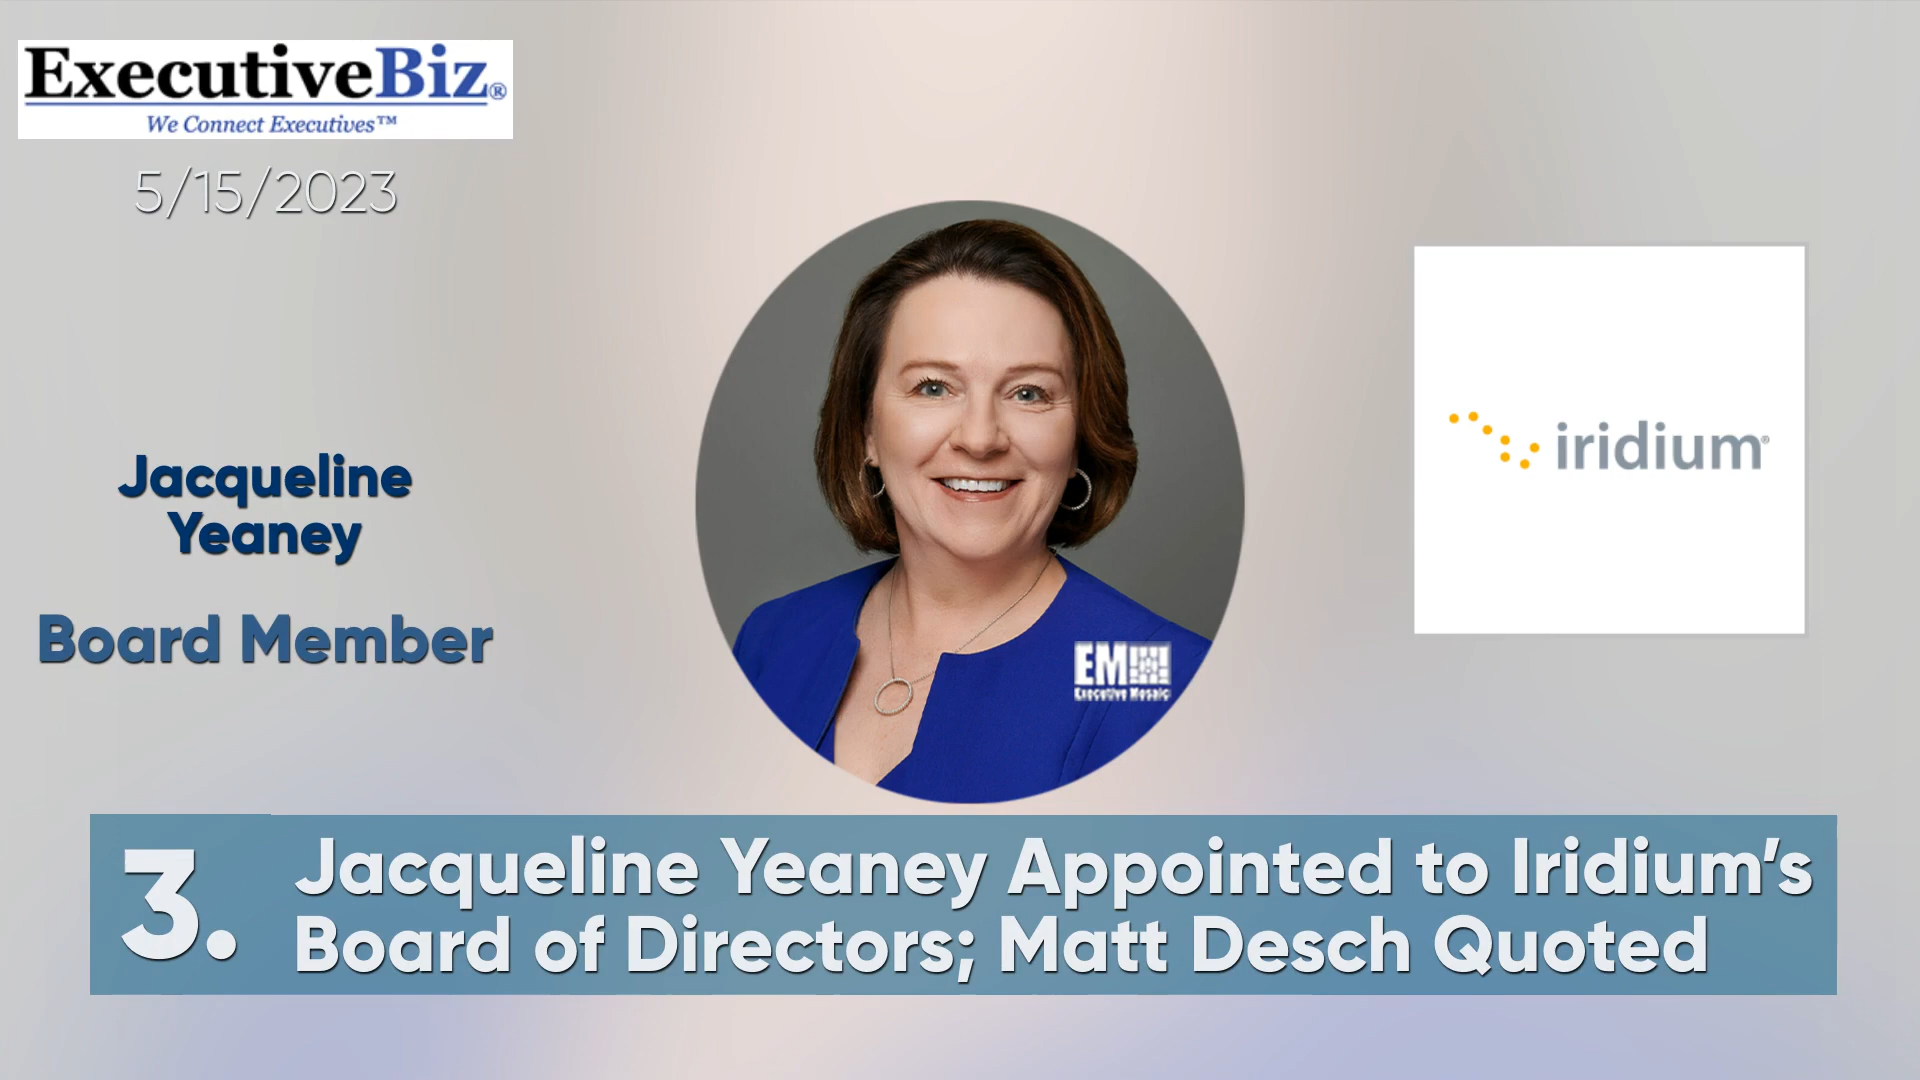 ExecutiveBiz®
We Connect Executives™
5/15/2023
Jacqueline
Yeaney
Board Member
EM
Executive Mosaic
iridium®
3.
Jacqueline Yeaney Appointed to Iridium's
Board of Directors; Matt Desch Quoted